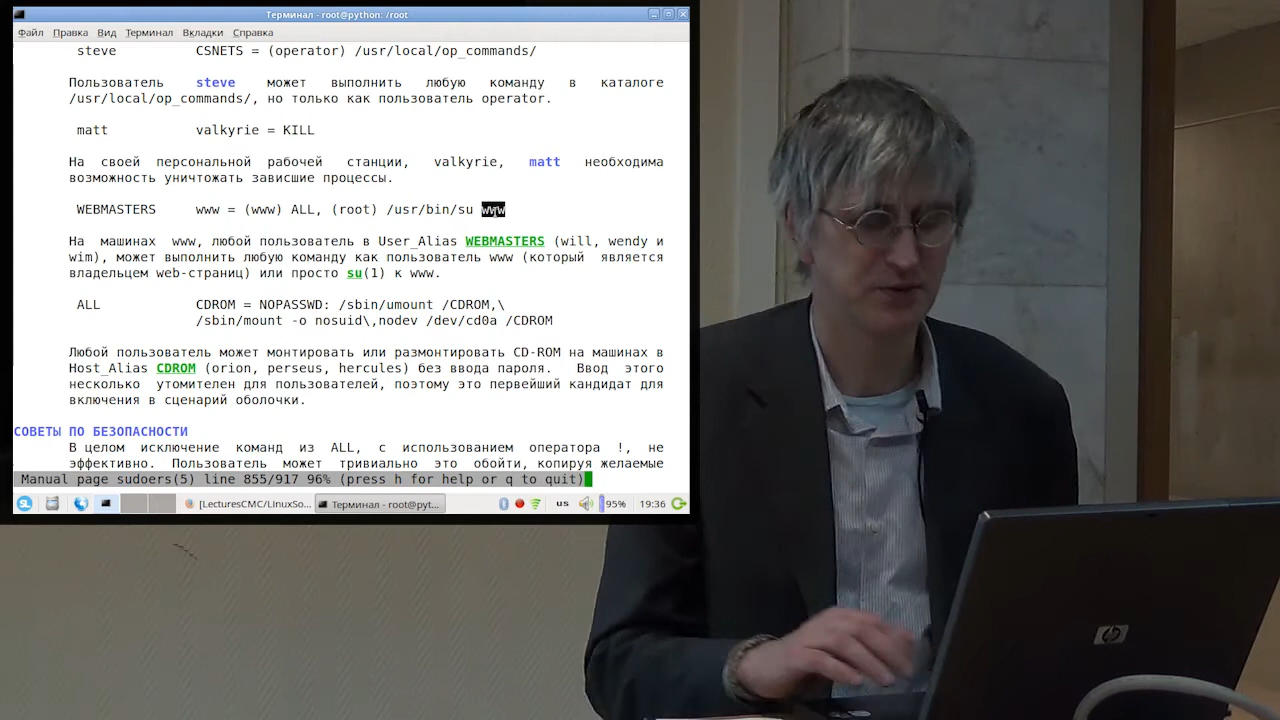 Терминал - root@python: /root
Файл Правка Вид Терминал Вкладки Справка
steve CSNETS = (operator) /usr/local/op_commands/
Пользователь steve может выполнить любую команду в каталоге
/usr/local/op_commands/, но только как пользователь operator.
matt valkyrie = KILL
На своей персональной рабочей станции, valkyrie, matt необходима
возможность уничтожать зависшие процессы.
WEBMASTERS www = (www) ALL, (root) /usr/bin/su www
На машинах www, любой пользователь в User_Alias WEBMASTERS (will, wendy и
wim), может выполнить любую команду как пользователь www (который является
владельцем web-страниц) или просто su(1) к www.
ALL CDROM = NOPASSWD: /sbin/umount /CDROM,\
/sbin/mount -o nosuid\,nodev /dev/cd0a /CDROM
Любой пользователь может монтировать или размонтировать CD-ROM на машинах в
Host_Alias CDROM (orion, perseus, hercules) без ввода пароля. Ввод этого
несколько утомителен для пользователей, поэтому это первейший кандидат для
включения в сценарий оболочки.
СОВЕТЫ ПО БЕЗОПАСНОСТИ
В целом исключение команд из ALL, с использованием оператора !, не
эффективно. Пользователь может тривиально это обойти, копируя желаемые
Manual page sudoers(5) line 855/917 96% (press h for help or q to quit)
[LecturesCMC/LinuxSo... Терминал - root@pyt... us 95% 19:36
hp